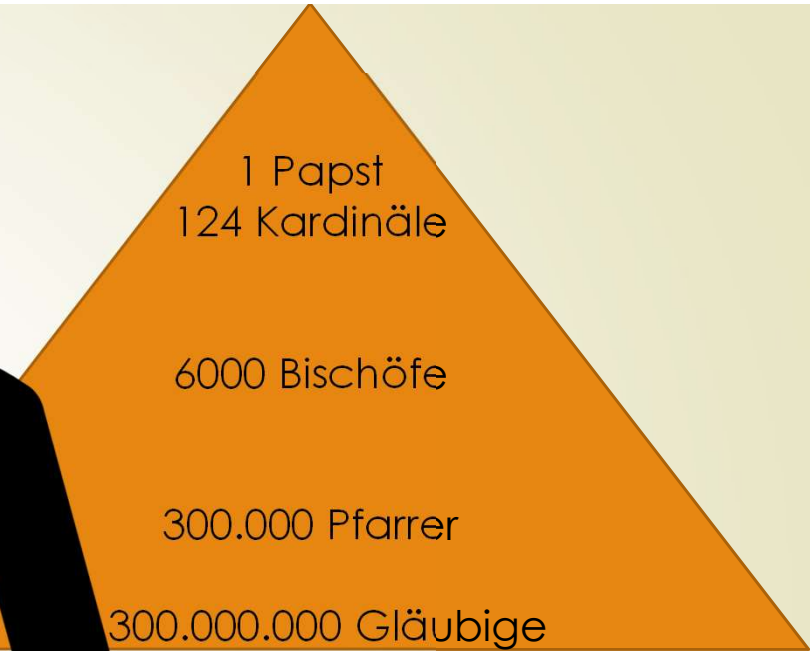 1 Papst
124 Kardinäle
6000 Bischöfe
300.000 Pfarrer
300.000.000 Gläubige